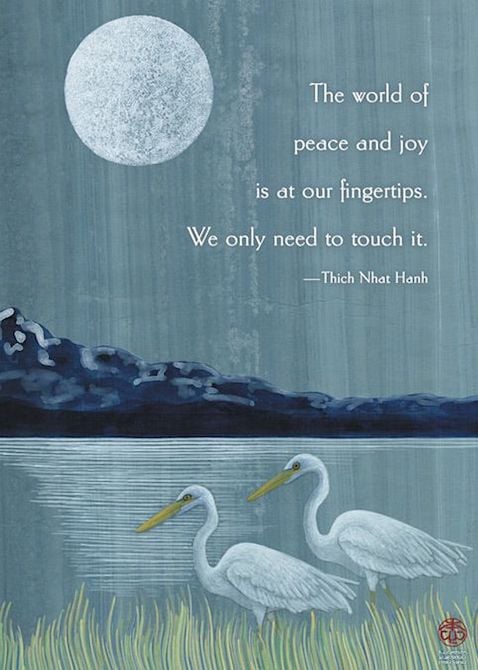 The world of
peace and joy
is at our fingertips.
We only need to touch it.
—Thich Nhat Hanh